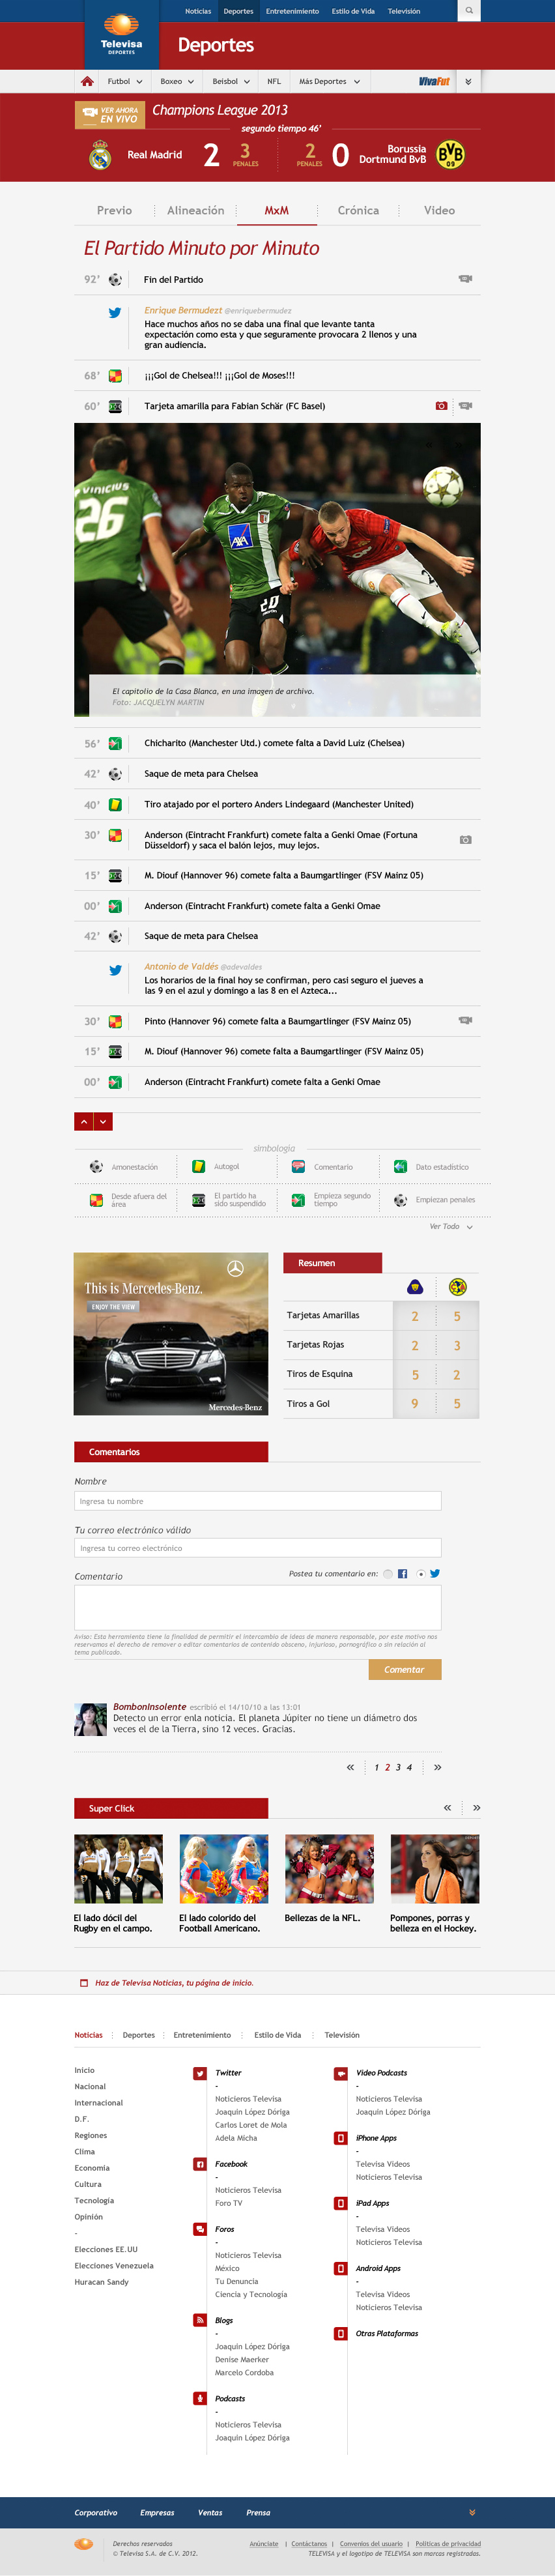 Noticias Deportes Entretenimiento Estilo de Vida Televisión
Televisa
DEPORTES
Deportes
Futbol Boxeo Beisbol NFL Más Deportes VivaFut
VER AHORA
EN VIVO
Champions League 2013
segundo tiempo 46'
Real Madrid 2 3 PENALES 2 PENALES 0 Borussia Dortmund BvB
BVB
09
Previo Alineación MxM Crónica Video
El Partido Minuto por Minuto
92' Fin del Partido
Enrique Bermudezt @enriquebermudez
Hace muchos años no se daba una final que levante tanta
expectación como esta y que seguramente provocara 2 llenos y una
gran audiencia.
68' ¡¡¡Gol de Chelsea!!! ¡¡¡Gol de Moses!!!
60' Tarjeta amarilla para Fabian Schär (FC Basel)
VINICIUS
26
AXA
20
El capitolio de la Casa Blanca, en una imagen de archivo.
Foto: JACQUELYN MARTIN
56' Chicharito (Manchester Utd.) comete falta a David Luiz (Chelsea)
42' Saque de meta para Chelsea
40' Tiro atajado por el portero Anders Lindegaard (Manchester United)
30' Anderson (Eintracht Frankfurt) comete falta a Genki Omae (Fortuna
Düsseldorf) y saca el balón lejos, muy lejos.
15' M. Diouf (Hannover 96) comete falta a Baumgartlinger (FSV Mainz 05)
00' Anderson (Eintracht Frankfurt) comete falta a Genki Omae
42' Saque de meta para Chelsea
Antonio de Valdés @adevaldes
Los horarios de la final hoy se confirman, pero casi seguro el jueves a
las 9 en el azul y domingo a las 8 en el Azteca...
30' Pinto (Hannover 96) comete falta a Baumgartlinger (FSV Mainz 05)
15' M. Diouf (Hannover 96) comete falta a Baumgartlinger (FSV Mainz 05)
00' Anderson (Eintracht Frankfurt) comete falta a Genki Omae
simbología
Amonestación Autogol Comentario Dato estadístico
Desde afuera del área El partido ha sido suspendido Empieza segundo tiempo Empiezan penales
Ver Todo
This is Mercedes-Benz.
ENJOY THE VIEW
Mercedes-Benz
Resumen
Tarjetas Amarillas 2 5
Tarjetas Rojas 2 3
Tiros de Esquina 5 2
Tiros a Gol 9 5
Comentarios
Nombre
Ingresa tu nombre
Tu correo electrónico válido
Ingresa tu correo electrónico
Comentario Postea tu comentario en:
Aviso: Esta herramienta tiene la finalidad de permitir el intercambio de ideas de manera responsable, por este motivo nos
reservamos el derecho de remover o editar comentarios de contenido obsceno, injurioso, pornográfico o sin relación al
tema publicado.
Comentar
BombonInsolente escribió el 14/10/10 a las 13:01
Detecto un error enla noticia. El planeta Júpiter no tiene un diámetro dos
veces el de la Tierra, sino 12 veces. Gracias.
« 1 2 3 4 »
Super Click « »
El lado dócil del
Rugby en el campo.
El lado colorido del
Football Americano.
Bellezas de la NFL.
Pompones, porras y
belleza en el Hockey.
Haz de Televisa Noticias, tu página de inicio.
Noticias Deportes Entretenimiento Estilo de Vida Televisión
Inicio
Nacional
Internacional
D.F.
Regiones
Clima
Economía
Cultura
Tecnología
Opinión
-
Elecciones EE.UU
Elecciones Venezuela
Huracan Sandy
Twitter
-
Noticieros Televisa
Joaquín López Dóriga
Carlos Loret de Mola
Adela Micha
Facebook
-
Noticieros Televisa
Foro TV
Foros
-
Noticieros Televisa
México
Tu Denuncia
Ciencia y Tecnología
Blogs
-
Joaquin López Dóriga
Denise Maerker
Marcelo Cordoba
Podcasts
-
Noticieros Televisa
Joaquín López Dóriga
Video Podcasts
-
Noticieros Televisa
Joaquín López Dóriga
iPhone Apps
-
Televisa Videos
Noticieros Televisa
iPad Apps
-
Televisa Videos
Noticieros Televisa
Android Apps
-
Televisa Videos
Noticieros Televisa
Otras Plataformas
Corporativo Empresas Ventas Prensa
Derechos reservados
© Televisa S.A. de C.V. 2012.
Anúnciate | Contáctanos | Convenios del usuario | Políticas de privacidad
TELEVISA y el logotipo de TELEVISA son marcas registradas.